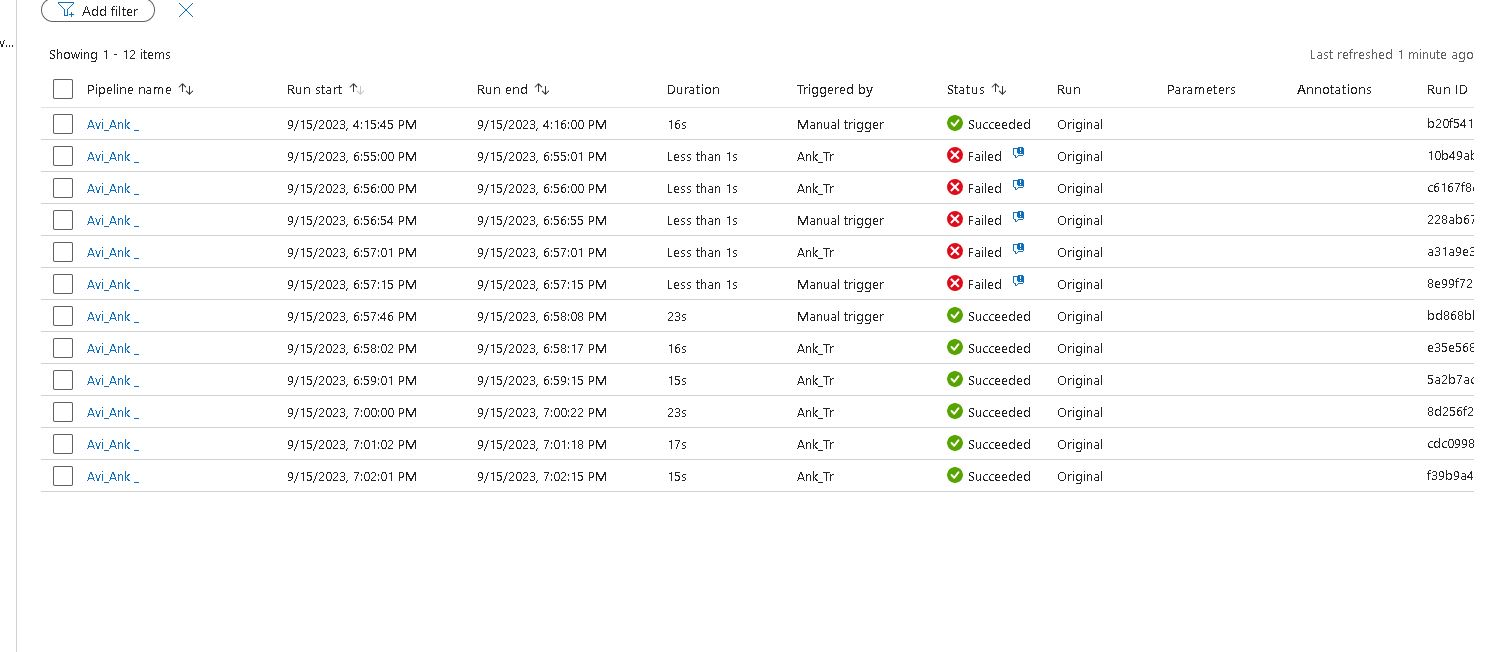 Add filter
v...
Showing 1 - 12 items Last refreshed 1 minute ago
Pipeline name Run start Run end Duration Triggered by Status Run Parameters Annotations Run ID
Avi_Ank _ 9/15/2023, 4:15:45 PM 9/15/2023, 4:16:00 PM 16s Manual trigger Succeeded Original b20f541
Avi_Ank _ 9/15/2023, 6:55:00 PM 9/15/2023, 6:55:01 PM Less than 1s Ank_Tr Failed Original 10b49ab
Avi_Ank _ 9/15/2023, 6:56:00 PM 9/15/2023, 6:56:00 PM Less than 1s Ank_Tr Failed Original c6167f8
Avi_Ank _ 9/15/2023, 6:56:54 PM 9/15/2023, 6:56:55 PM Less than 1s Manual trigger Failed Original 228ab67
Avi_Ank _ 9/15/2023, 6:57:01 PM 9/15/2023, 6:57:01 PM Less than 1s Ank_Tr Failed Original a31a9e3
Avi_Ank _ 9/15/2023, 6:57:15 PM 9/15/2023, 6:57:15 PM Less than 1s Manual trigger Failed Original 8e99f72
Avi_Ank _ 9/15/2023, 6:57:46 PM 9/15/2023, 6:58:08 PM 23s Manual trigger Succeeded Original bd868bl
Avi_Ank _ 9/15/2023, 6:58:02 PM 9/15/2023, 6:58:17 PM 16s Ank_Tr Succeeded Original e35e568
Avi_Ank _ 9/15/2023, 6:59:01 PM 9/15/2023, 6:59:15 PM 15s Ank_Tr Succeeded Original 5a2b7ac
Avi_Ank _ 9/15/2023, 7:00:00 PM 9/15/2023, 7:00:22 PM 23s Ank_Tr Succeeded Original 8d256f2
Avi_Ank _ 9/15/2023, 7:01:02 PM 9/15/2023, 7:01:18 PM 17s Ank_Tr Succeeded Original cdc0998
Avi_Ank _ 9/15/2023, 7:02:01 PM 9/15/2023, 7:02:15 PM 15s Ank_Tr Succeeded Original f39b9a4